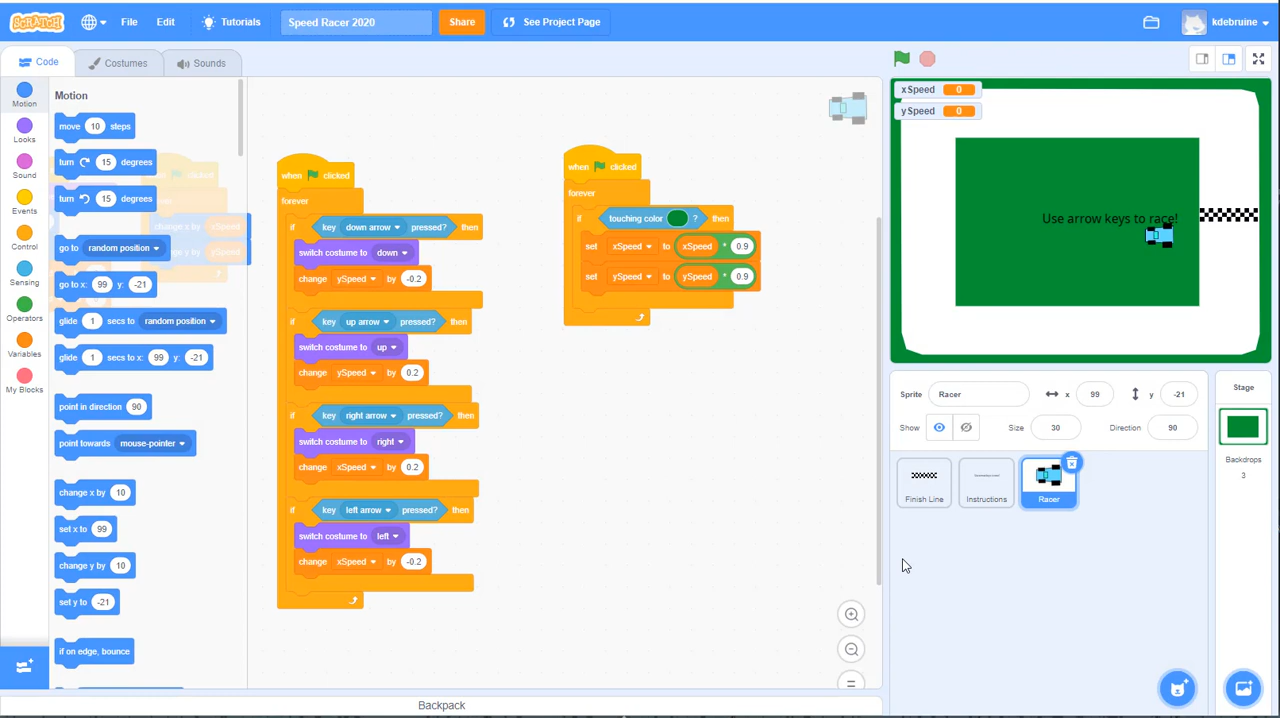 SCRATCH File Edit Tutorials Speed Racer 2020 Share See Project Page kdebruine
Code Costumes Sounds
Motion
Looks
Sound
Events
Control
Sensing
Operators
Variables
My Blocks
Motion
move 10 steps
turn 15 degrees
turn 15 degrees
go to random position
go to x: 99 y: -21
glide 1 secs to random position
glide 1 secs to x: 99 y: -21
point in direction 90
point towards mouse-pointer
change x by 10
set x to 99
change y by 10
set y to -21
if on edge, bounce
when clicked
change x by xSpeed
change y by ySpeed
when clicked
forever
if key down arrow pressed? then
switch costume to down
change ySpeed by -0.2
if key up arrow pressed? then
switch costume to up
change ySpeed by 0.2
if key right arrow pressed? then
switch costume to right
change xSpeed by 0.2
if key left arrow pressed? then
switch costume to left
change xSpeed by -0.2
when clicked
forever
if touching color ? then
set xSpeed to xSpeed * 0.9
set ySpeed to ySpeed * 0.9
Backpack
xSpeed 0
ySpeed 0
Use arrow keys to race!
Sprite Racer x 99 y -21
Show Size 30 Direction 90
Finish Line Instructions Racer
Stage
Backdrops
3